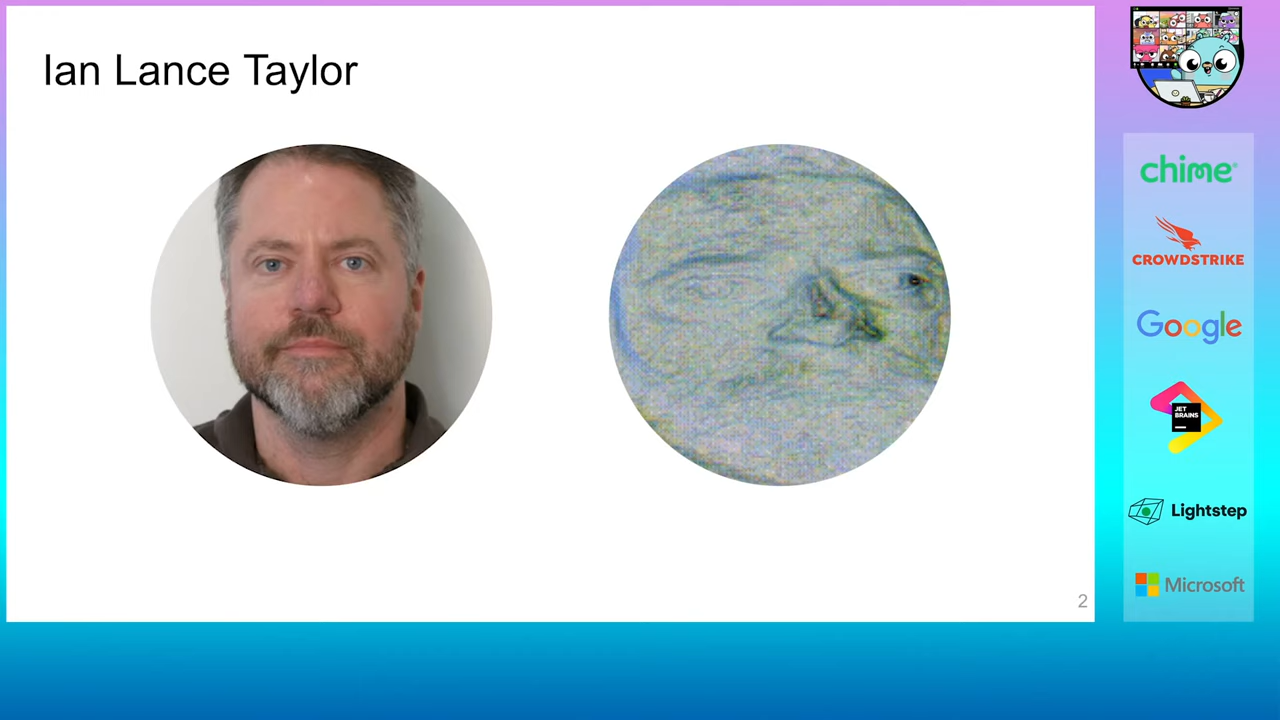 Ian Lance Taylor
chime
CROWDSTRIKE
Google
JET
BRAINS
Lightstep
Microsoft
2